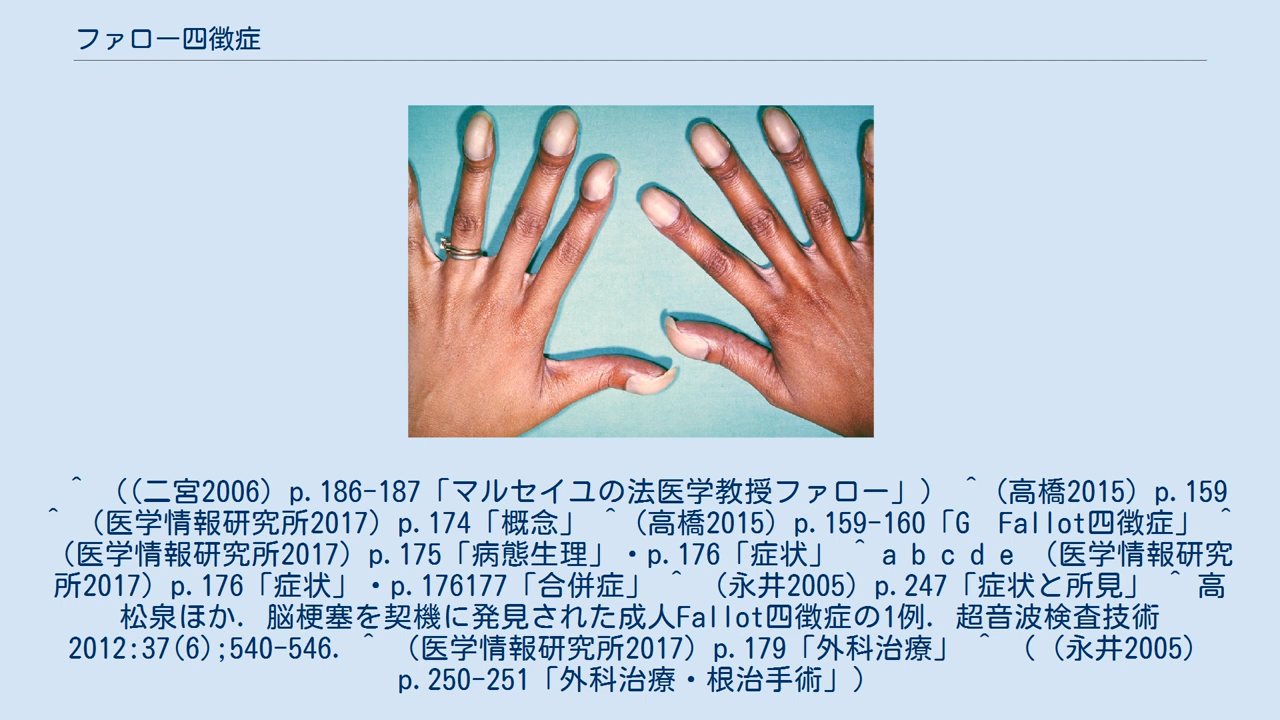 ファロー四徴症
^ ((二宮2006) p.186-187「マルセイユの法医学教授ファロー」) ^ (高橋2015) p.159
^ (医学情報研究所2017) p.174「概念」 ^ (高橋2015) p.159-160「G Fallot四徴症」 ^
(医学情報研究所2017) p.175「病態生理」・p.176「症状」 ^ a b c d e (医学情報研究
所2017) p.176「症状」・p.176177「合併症」 ^ (永井2005) p.247「症状と所見」 ^ 高
松泉ほか. 脳梗塞を契機に発見された成人Fallot四徴症の1例. 超音波検査技術
2012:37(6);540-546. ^ (医学情報研究所2017) p.179「外科治療」 ^ ((永井2005)
p.250-251「外科治療・根治手術」)